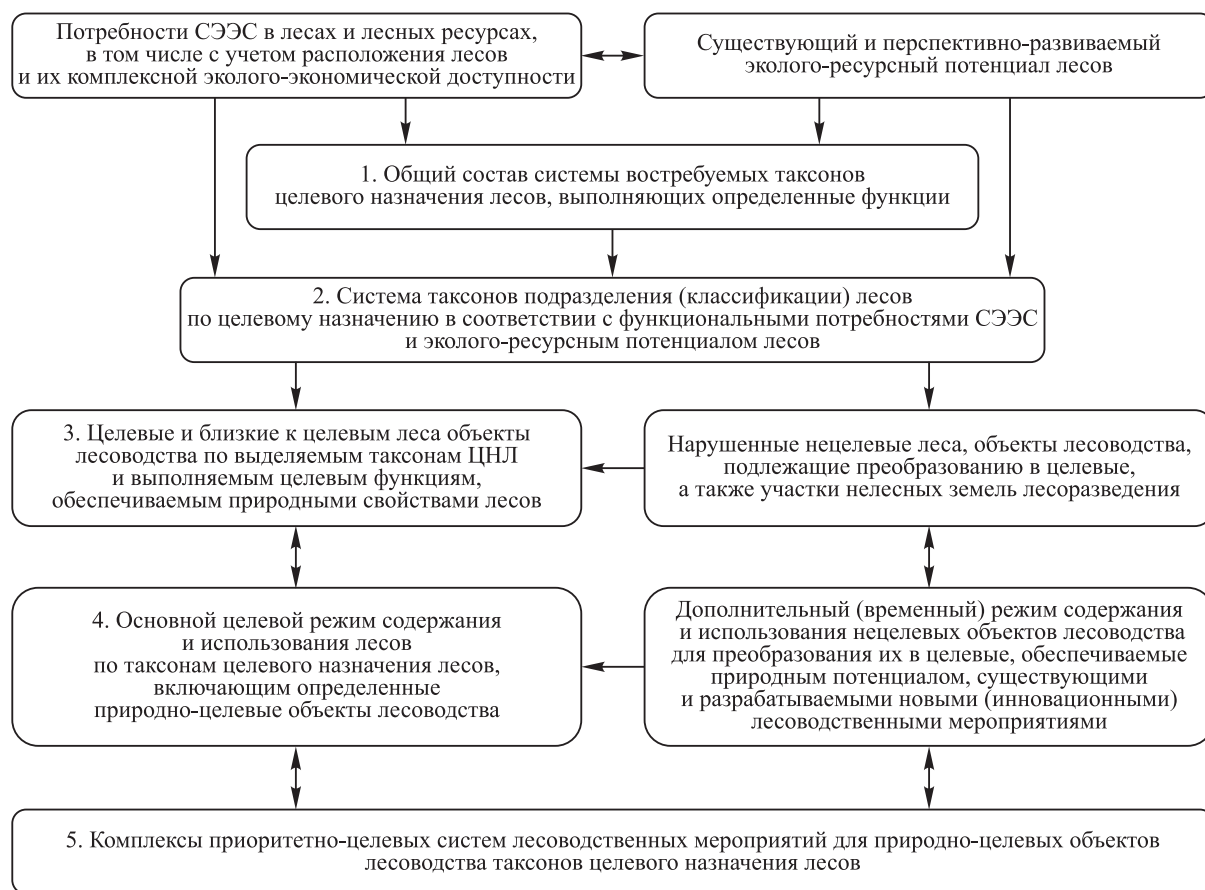 Потребности СЭЭС в лесах и лесных ресурсах,
в том числе с учетом расположения лесов
и их комплексной эколого-экономической доступности
Существующий и перспективно-развиваемый
эколого-ресурсный потенциал лесов
1. Общий состав системы востребуемых таксонов
целевого назначения лесов, выполняющих определенные функции
2. Система таксонов подразделения (классификации) лесов
по целевому назначению в соответствии с функциональными потребностями СЭЭС
и эколого-ресурсным потенциалом лесов
3. Целевые и близкие к целевым леса объекты
лесоводства по выделяемым таксонам ЦНЛ
и выполняемым целевым функциям,
обеспечиваемым природными свойствами лесов
Нарушенные нецелевые леса, объекты лесоводства,
подлежащие преобразованию в целевые,
а также участки нелесных земель лесоразведения
4. Основной целевой режим содержания
и использования лесов
по таксонам целевого назначения лесов,
включающим определенные
природно-целевые объекты лесоводства
Дополнительный (временный) режим содержания
и использования нецелевых объектов лесоводства
для преобразования их в целевые, обеспечиваемые
природным потенциалом, существующими
и разрабатываемыми новыми (инновационными)
лесоводственными мероприятиями
5. Комплексы приоритетно-целевых систем лесоводственных мероприятий для природно-целевых объектов
лесоводства таксонов целевого назначения лесов